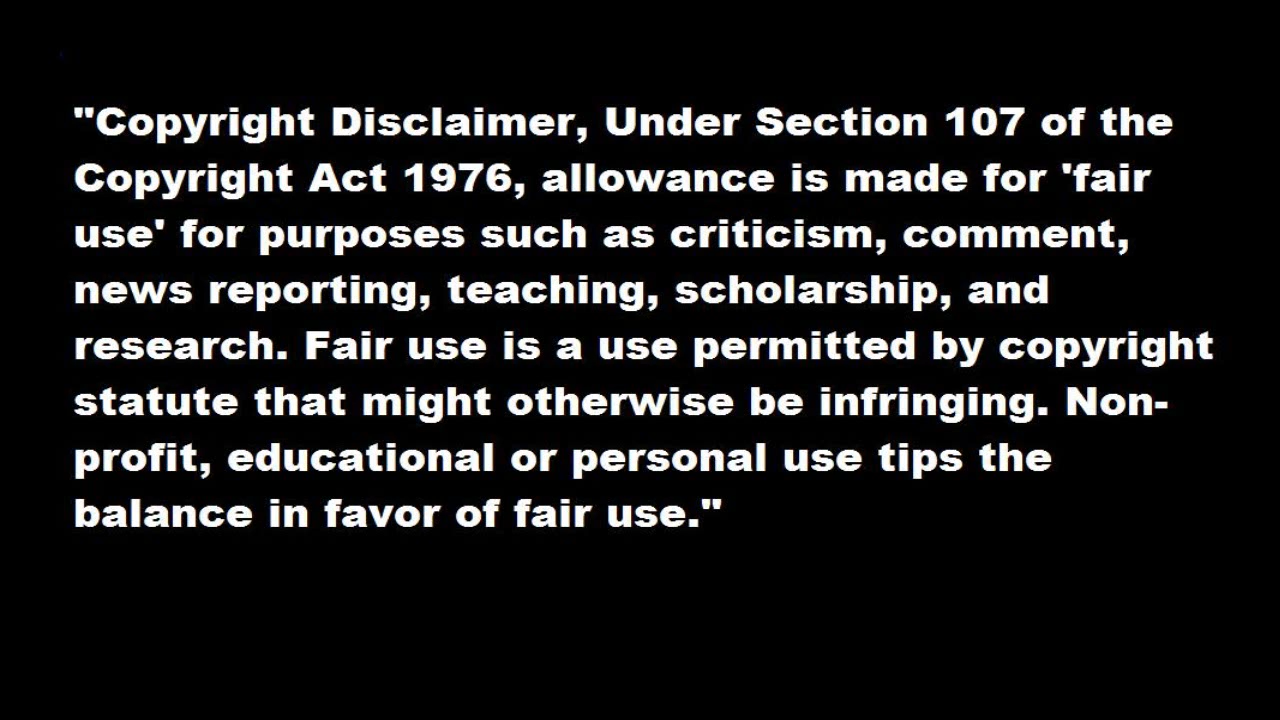 "Copyright Disclaimer, Under Section 107 of the
Copyright Act 1976, allowance is made for 'fair
use' for purposes such as criticism, comment,
news reporting, teaching, scholarship, and
research. Fair use is a use permitted by copyright
statute that might otherwise be infringing. Non-
profit, educational or personal use tips the
balance in favor of fair use."